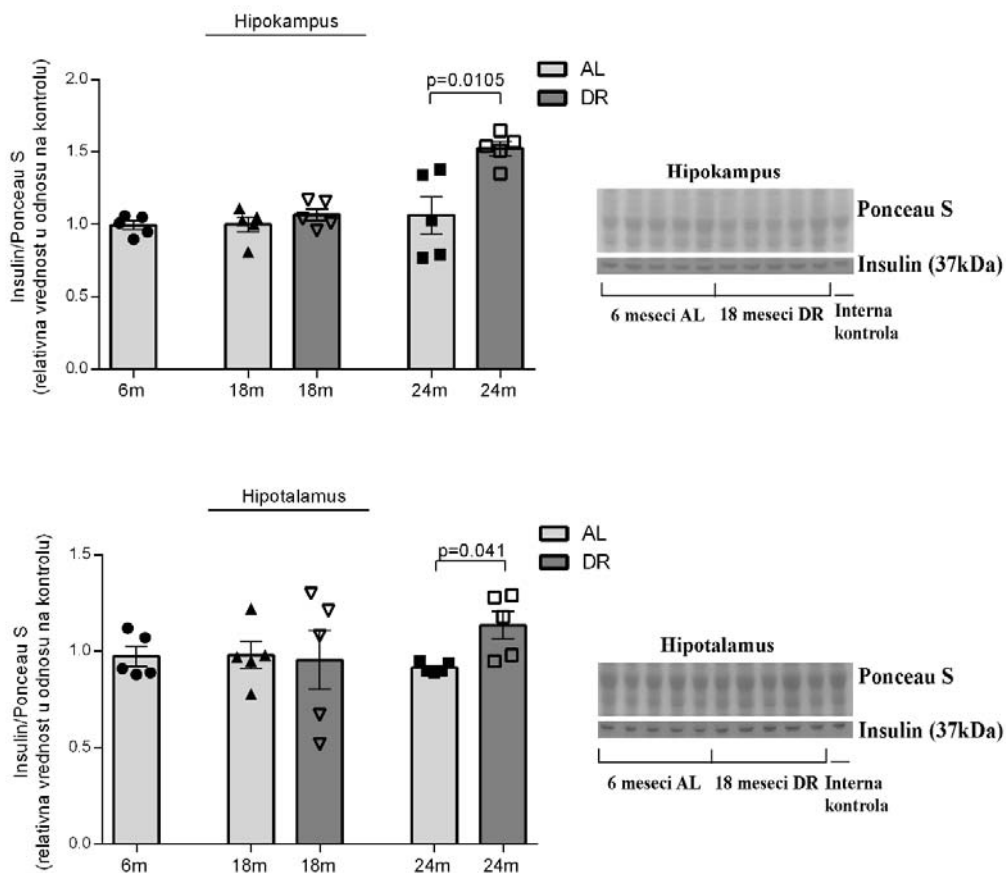 Hipokampus
AL
DR
p=0.0105
Insulin/Ponceau S
(relativna vrednost u odnosu na kontrolu)
2.0
1.5
1.0
0.5
0.0
6m
18m
18m
24m
24m
Hipokampus
Ponceau S
Insulin (37kDa)
6 meseci AL
18 meseci DR
Interna
kontrola
Hipotalamus
AL
DR
p=0.041
Insulin/Ponceau S
(relativna vrednost u odnosu na kontrolu)
1.5
1.0
0.5
0.0
6m
18m
18m
24m
24m
Hipotalamus
Ponceau S
Insulin (37kDa)
6 meseci AL
18 meseci DR
Interna
kontrola